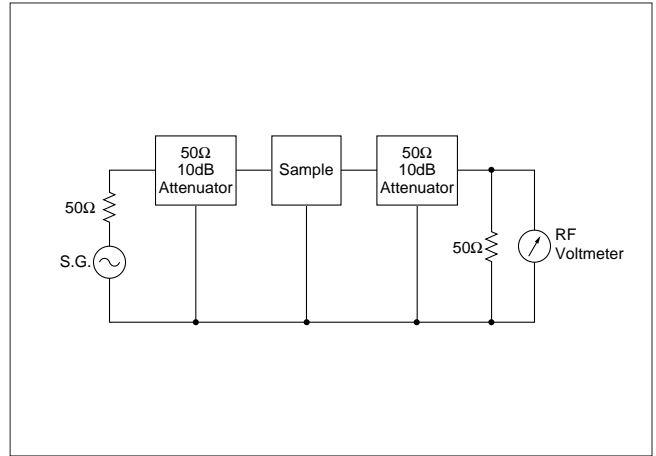 50Ω
10dB
Attenuator
Sample
50Ω
10dB
Attenuator
50Ω
S.G.
50Ω
RF
Voltmeter